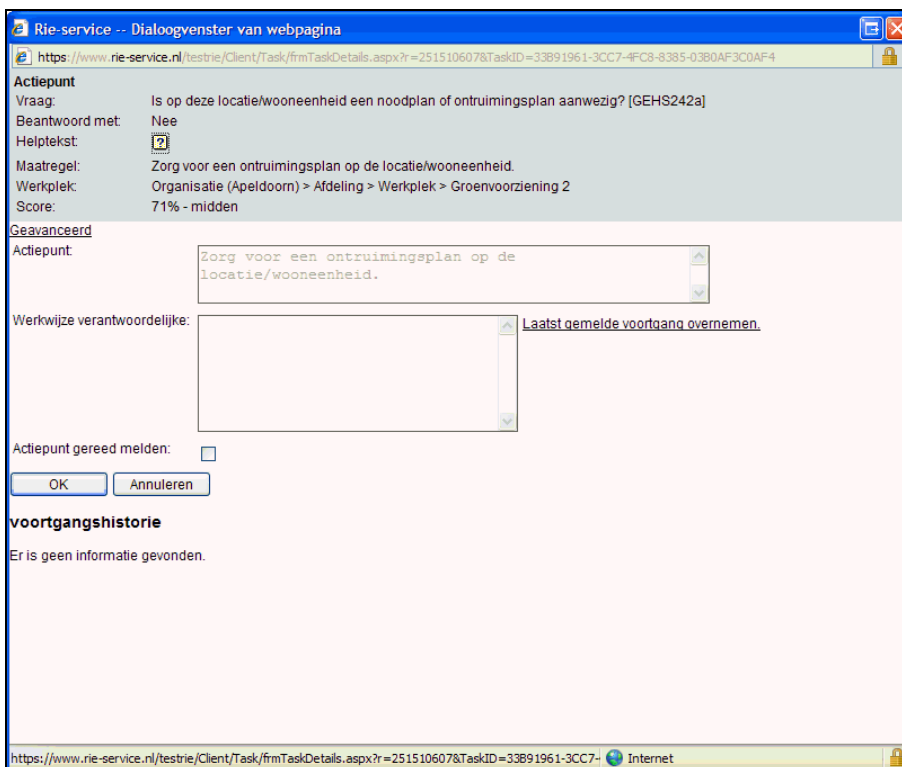 Rie-service -- Dialoogvenster van webpagina
https://www.rie-service.nl/testrie/Client/Task/frmTaskDetails.aspx?r=251510607&TaskID=33B91961-3CC7-4FC8-8385-03B0AF3C0AF4
Actiepunt
Vraag: Is op deze locatie/wooneenheid een noodplan of ontruimingsplan aanwezig? [GEHS242a]
Beantwoord met: Nee
Helptekst: ?
Maatregel: Zorg voor een ontruimingsplan op de locatie/wooneenheid.
Werkplek: Organisatie (Apeldoorn) > Afdeling > Werkplek > Groenvoorziening 2
Score: 71% - midden
Geavanceerd
Actiepunt: Zorg voor een ontruimingsplan op de
locatie/wooneenheid.
Werkwijze verantwoordelijke: Laatst gemelde voortgang overnemen.
Actiepunt gereed melden:
OK Annuleren
voortgangshistorie
Er is geen informatie gevonden.
https://www.rie-service.nl/testrie/Client/Task/frmTaskDetails.aspx?r=251510607&TaskID=33B91961-3CC7- Internet